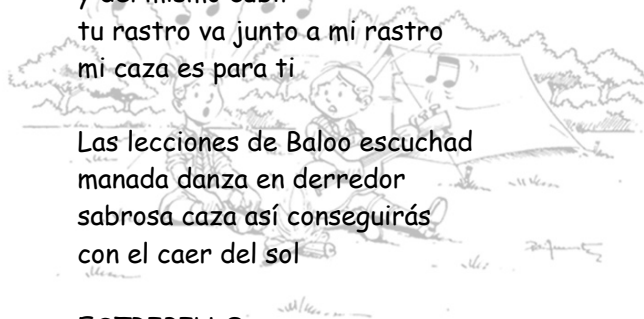 tu rastro va junto a mi rastro
mi caza es para ti
Las lecciones de Baloo escuchad
manada danza en derredor
sabrosa caza así conseguirás
con el caer del sol